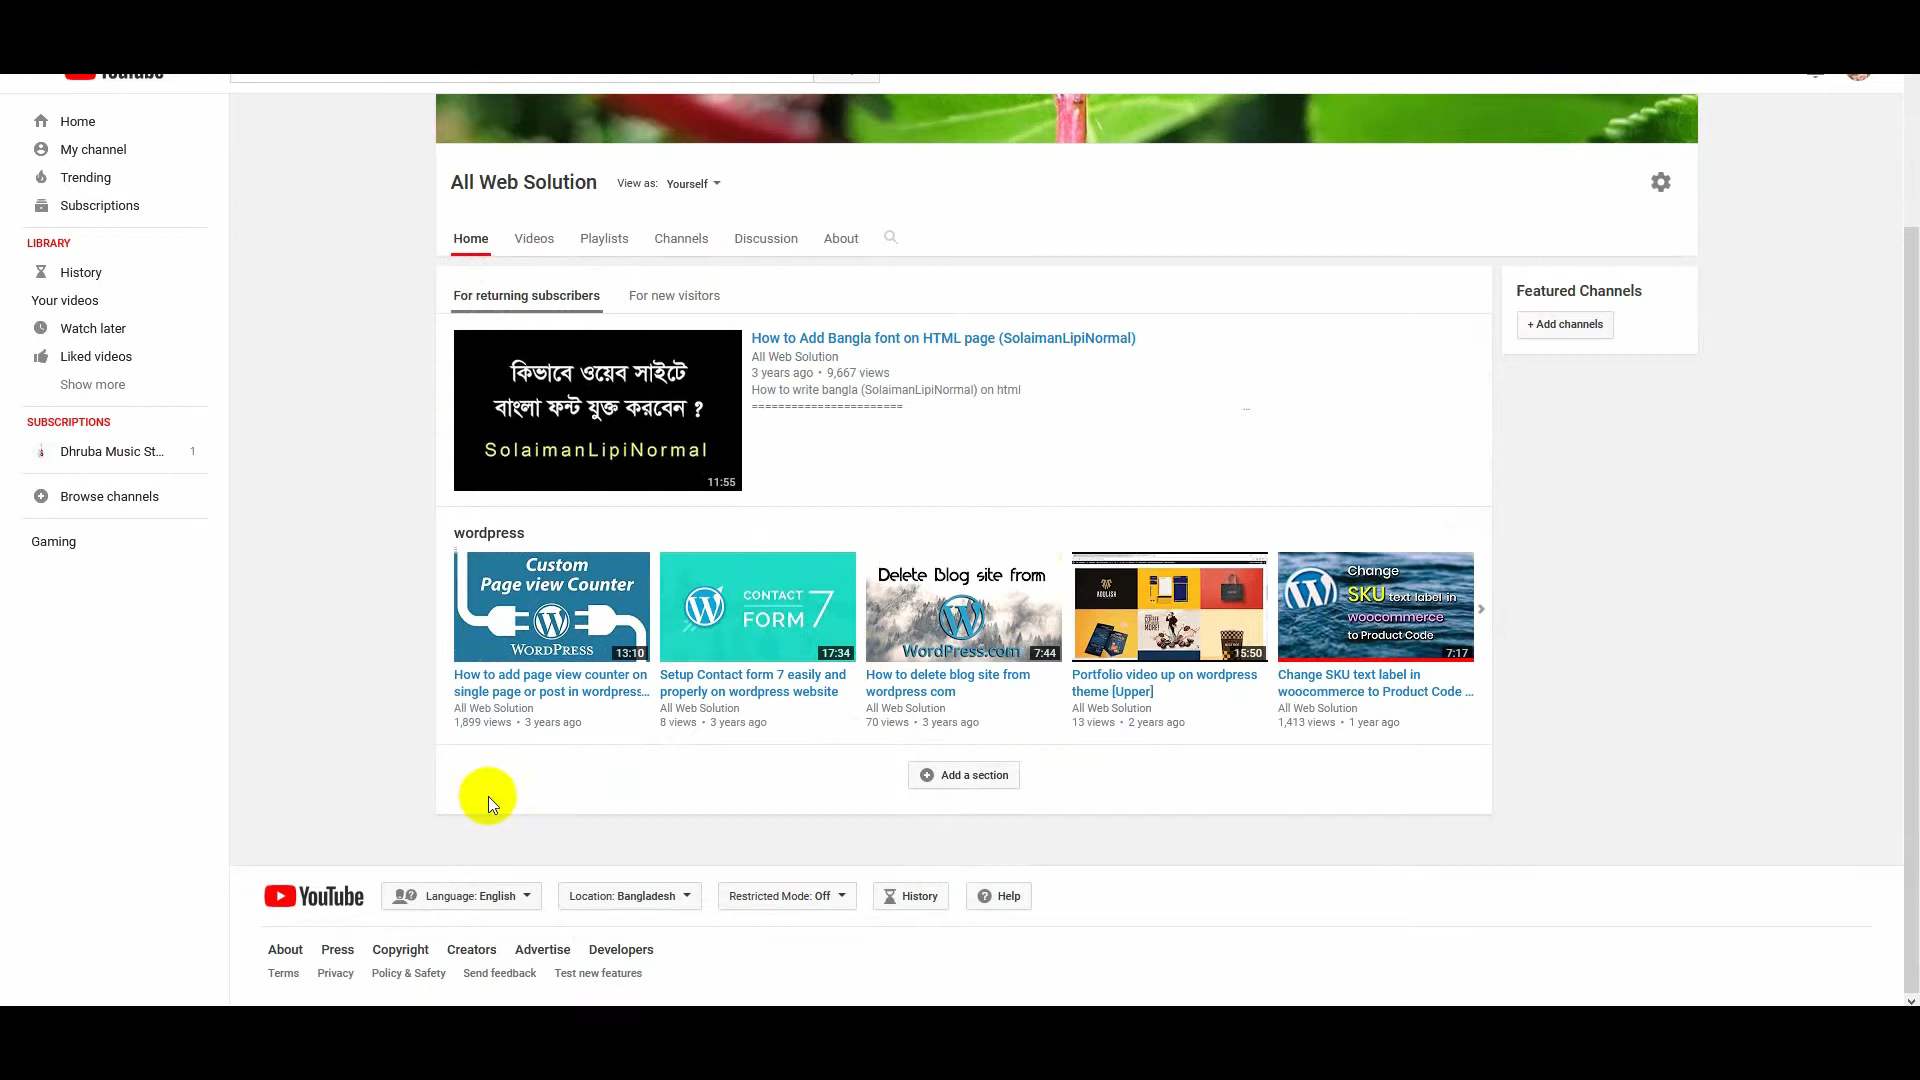 Home
My channel
Trending
Subscriptions
LIBRARY
History
Your videos
Watch later
Liked videos
Show more
SUBSCRIPTIONS
Dhruba Music St... 1
Browse channels
Gaming
All Web Solution View as: Yourself
Home Videos Playlists Channels Discussion About
For returning subscribers For new visitors
কিভাবে ওয়েব সাইটে
বাংলা ফন্ট যুক্ত করবেন ?
SolaimanLipiNormal
11:55
How to Add Bangla font on HTML page (SolaimanLipiNormal)
All Web Solution
3 years ago • 9,667 views
How to write bangla (SolaimanLipiNormal) on html
======================= ...
Featured Channels
+ Add channels
wordpress
Custom
Page view Counter
WORDPRESS
13:10
How to add page view counter on
single page or post in wordpress...
All Web Solution
1,899 views • 3 years ago
CONTACT
FORM 7
17:34
Setup Contact form 7 easily and
properly on wordpress website
All Web Solution
8 views • 3 years ago
Delete Blog site from
WordPress.com
7:44
How to delete blog site from
wordpress com
All Web Solution
70 views • 3 years ago
15:50
Portfolio video up on wordpress
theme [Upper]
All Web Solution
13 views • 2 years ago
Change
SKU text label in
woocommerce
to Product Code
7:17
Change SKU text label in
woocommerce to Product Code ...
All Web Solution
1,413 views • 1 year ago
Add a section
YouTube Language: English Location: Bangladesh Restricted Mode: Off History Help
About Press Copyright Creators Advertise Developers
Terms Privacy Policy & Safety Send feedback Test new features